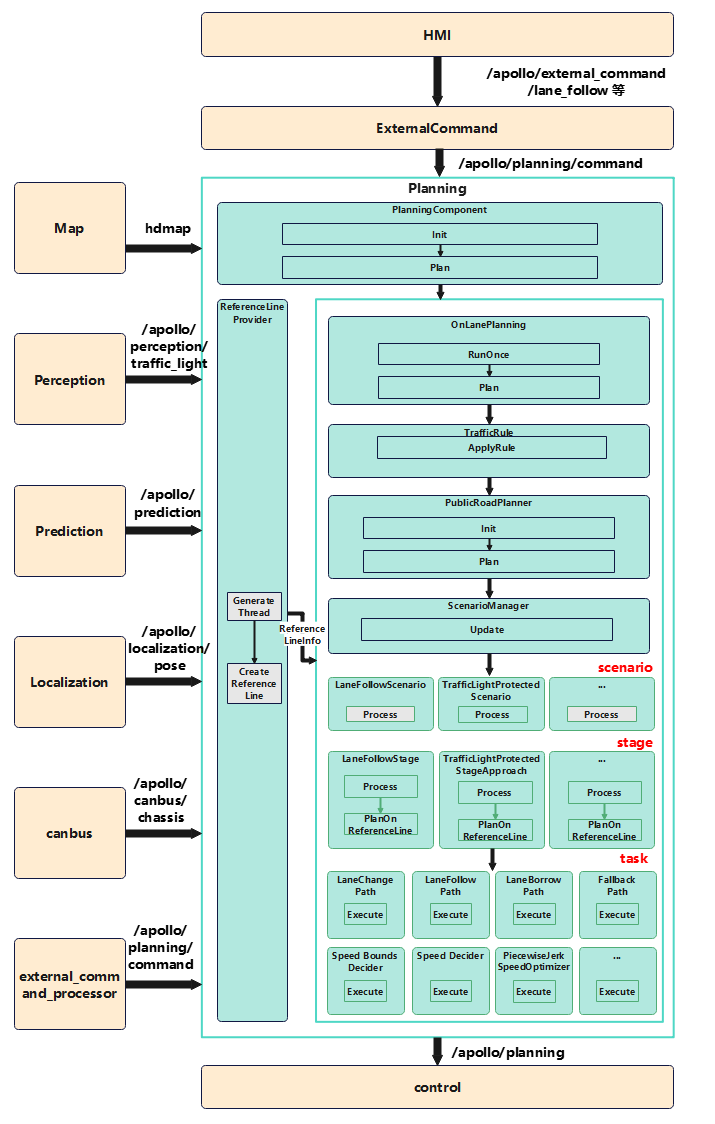 HMI
/apollo/external_command
/lane_follow 等
ExternalCommand
/apollo/planning/command
Planning
Map
hdmap
PlanningComponent
Init
Plan
Perception
/apollo/
perception/
traffic_light
ReferenceLine
Provider
OnLanePlanning
RunOnce
Plan
TrafficRule
ApplyRule
Prediction
/apollo/
prediction
PublicRoadPlanner
Init
Plan
Generate
Thread
Reference
LineInfo
Create
Reference
Line
ScenarioManager
Update
Localization
/apollo/
localization/
pose
scenario
LaneFollowScenario
Process
TrafficLightProtected
Scenario
Process
...
Process
stage
LaneFollowStage
Process
PlanOn
ReferenceLine
TrafficLightProtected
StageApproach
Process
PlanOn
ReferenceLine
...
Process
PlanOn
ReferenceLine
canbus
/apollo/
canbus/
chassis
task
LaneChange
Path
Execute
LaneFollow
Path
Execute
LaneBorrow
Path
Execute
Fallback
Path
Execute
external_comm
and_processor
/apollo/
planning/
command
Speed Bounds
Decider
Execute
Speed Decider
Execute
PiecewiseJerk
SpeedOptimizer
Execute
...
Execute
/apollo/planning
control